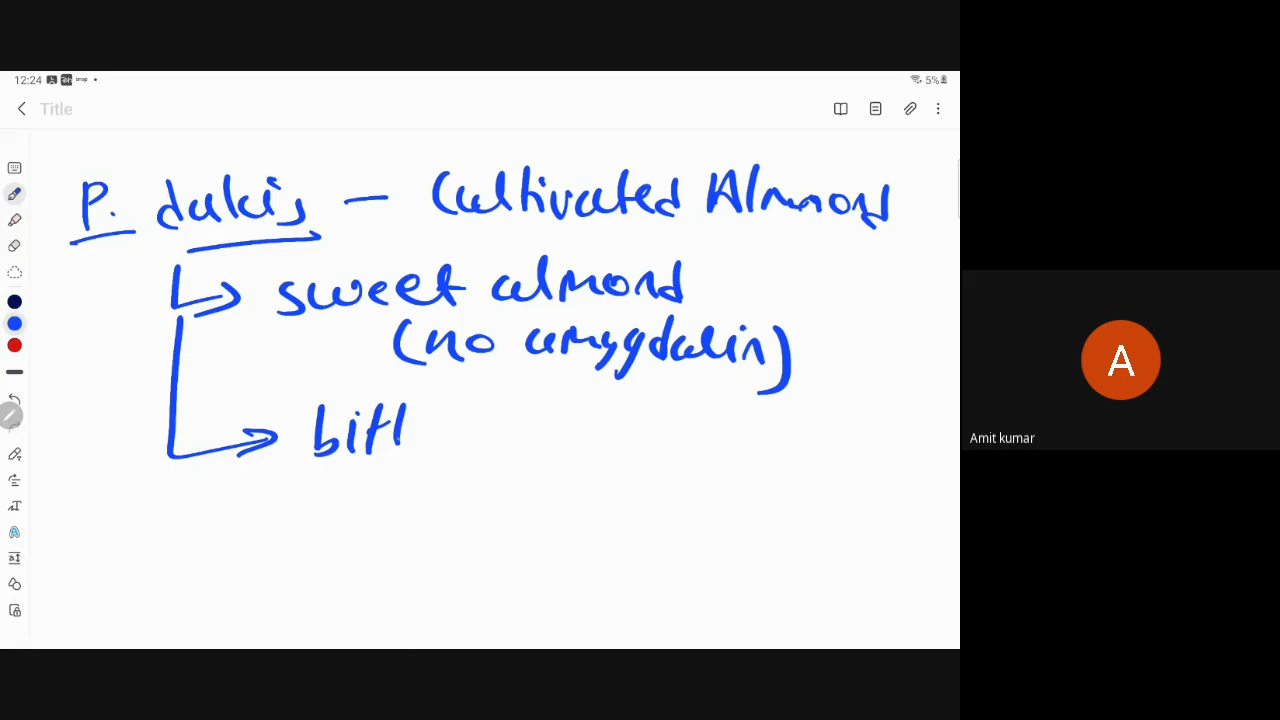 12:24
5%
Title
P. dulcis - Cultivated Almond
sweet almond
(no amygdalin)
bitt
A
Amit kumar